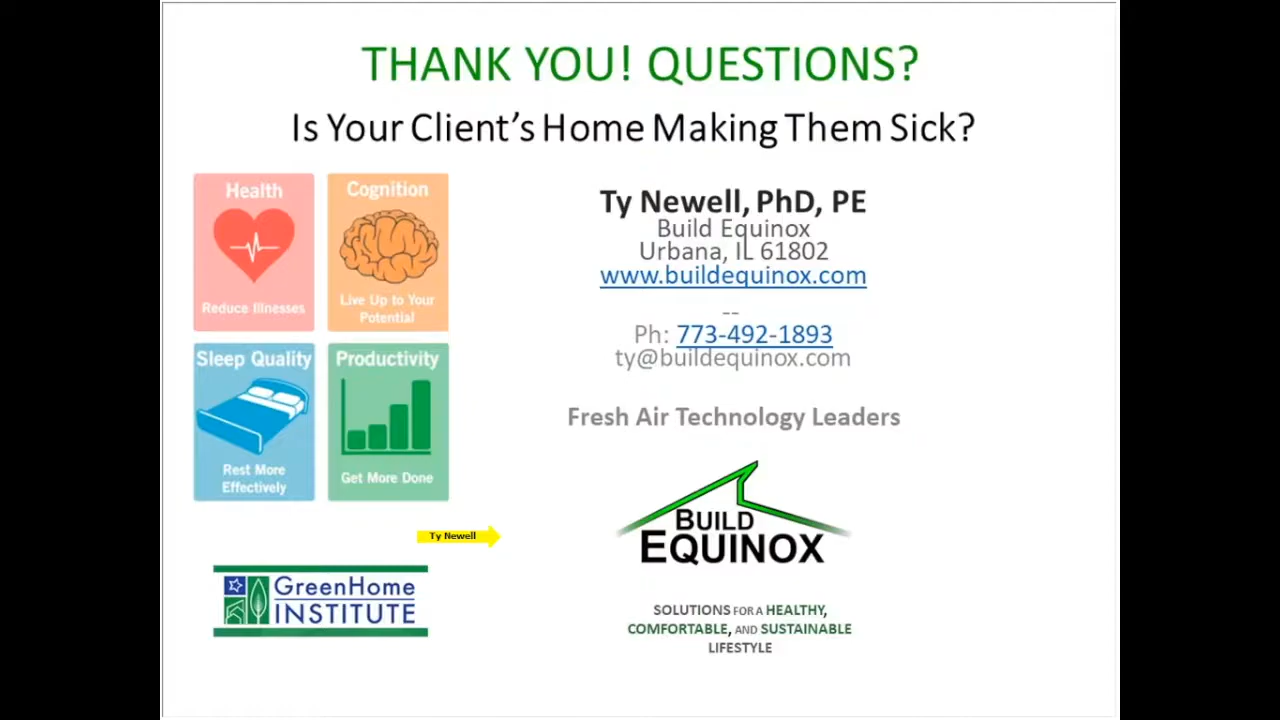 THANK YOU! QUESTIONS?
Is Your Client's Home Making Them Sick?
Health
Reduce Illnesses
Cognition
Live Up to Your
Potential
Sleep Quality
Rest More
Effectively
Productivity
Get More Done
Ty Newell, PhD, PE
Build Equinox
Urbana, IL 61802
www.buildequinox.com
--
Ph: 773-492-1893
ty@buildequinox.com
Fresh Air Technology Leaders
Ty Newell
BUILD
EQUINOX
GreenHome
INSTITUTE
SOLUTIONS FOR A HEALTHY,
COMFORTABLE, AND SUSTAINABLE
LIFESTYLE